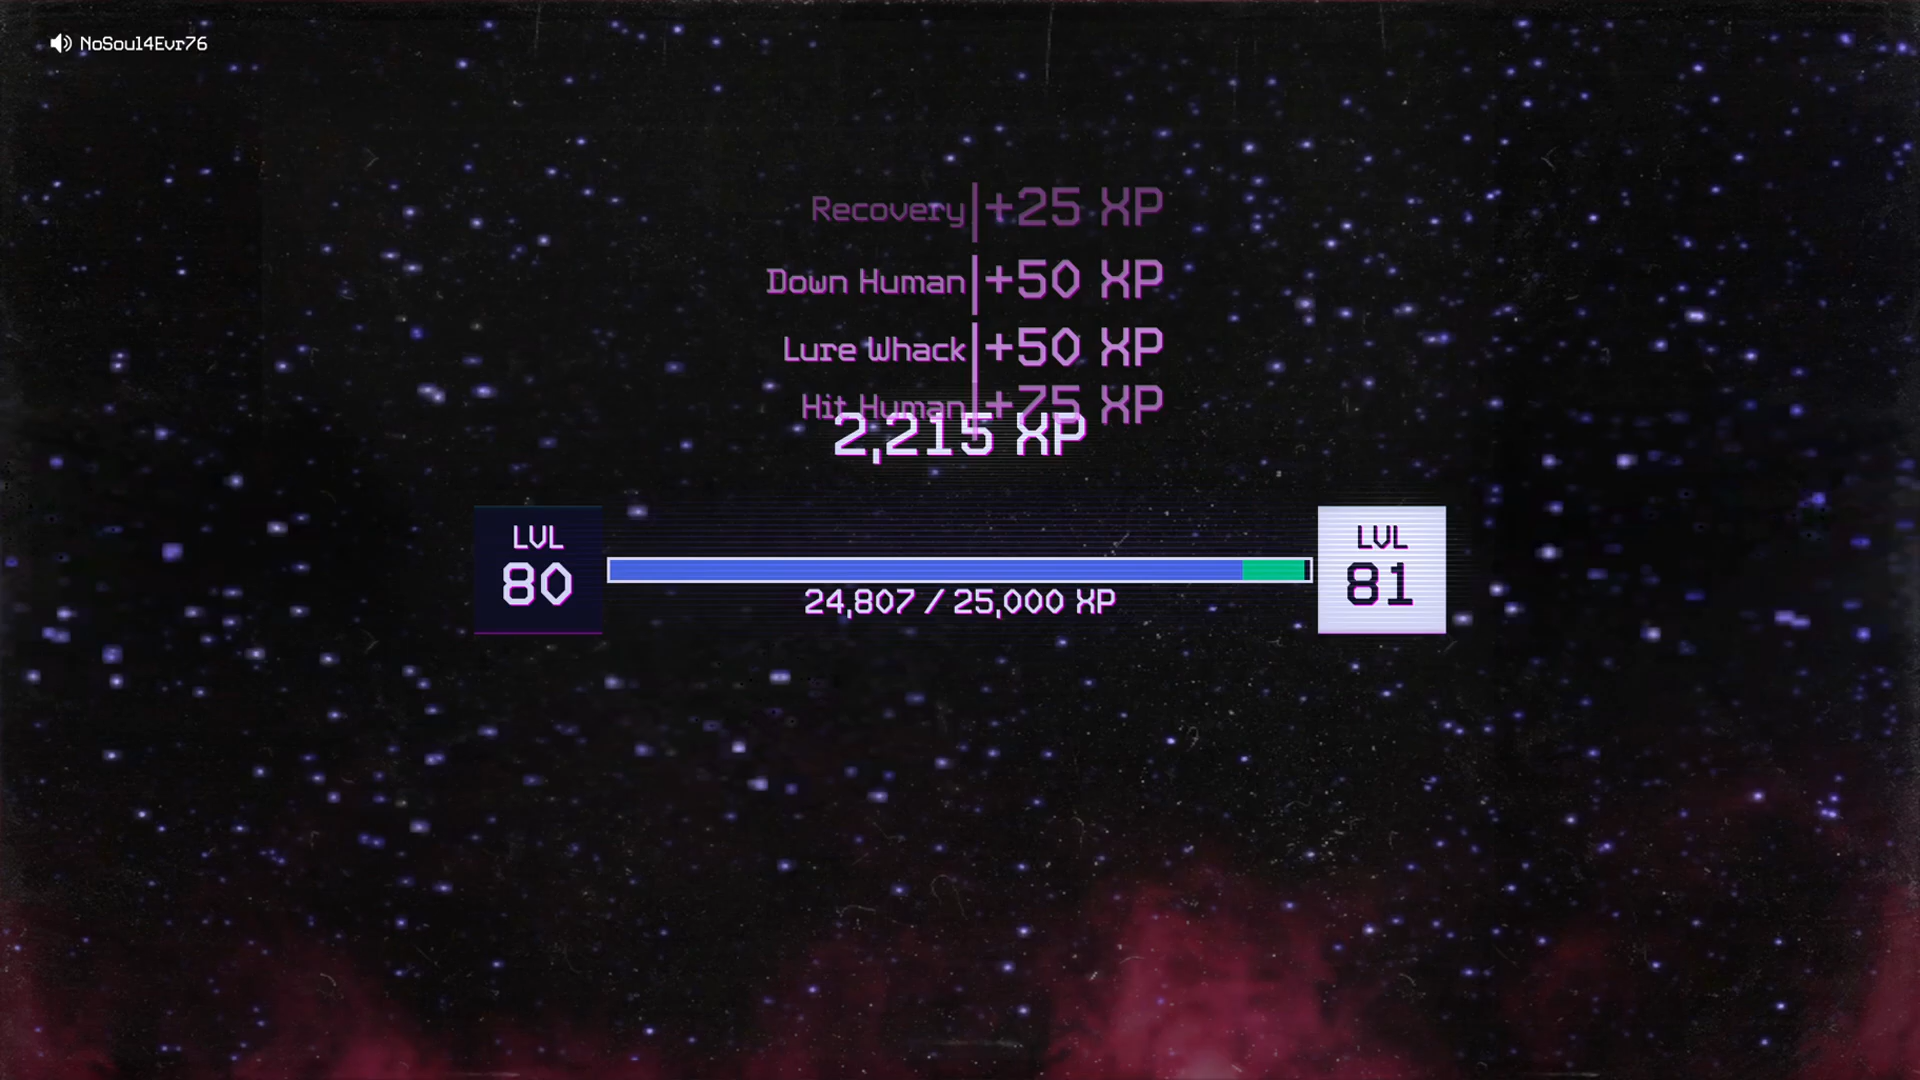 NoSoul4Evr76
Recovery +25 XP
Down Human +50 XP
Lure Whack +50 XP
Hit Human +75 XP
2,215 XP
LVL
80
24,807 / 25,000 XP
LVL
81